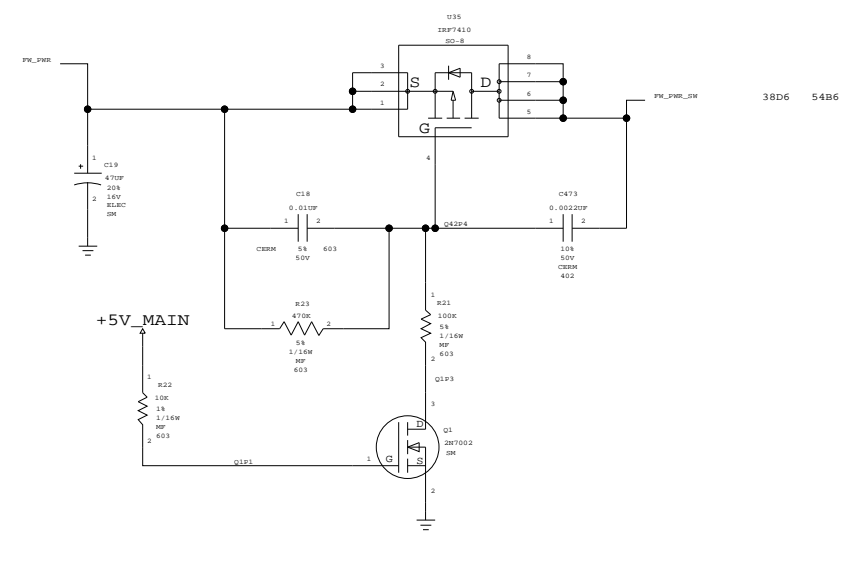 U35
IRF7410
SO-8
FW_PWR
3
2
1
S
D
G
8
7
6
5
4
FW_PWR_SW
38D6 54B6
1
+
C19
47UF
20%
16V
ELEC
SM
2
C18
0.01UF
1 2
CERM 5% 603
50V
Q42P4
C473
0.0022UF
1 2
10%
50V
CERM
402
R23
470K
1 2
5%
1/16W
MF
603
1
R21
100K
5%
1/16W
MF
603
2
Q1P3
+5V_MAIN
1
R22
10K
1%
1/16W
MF
603
2
Q1P1
3
D
Q1
2N7002
SM
1 G S
2